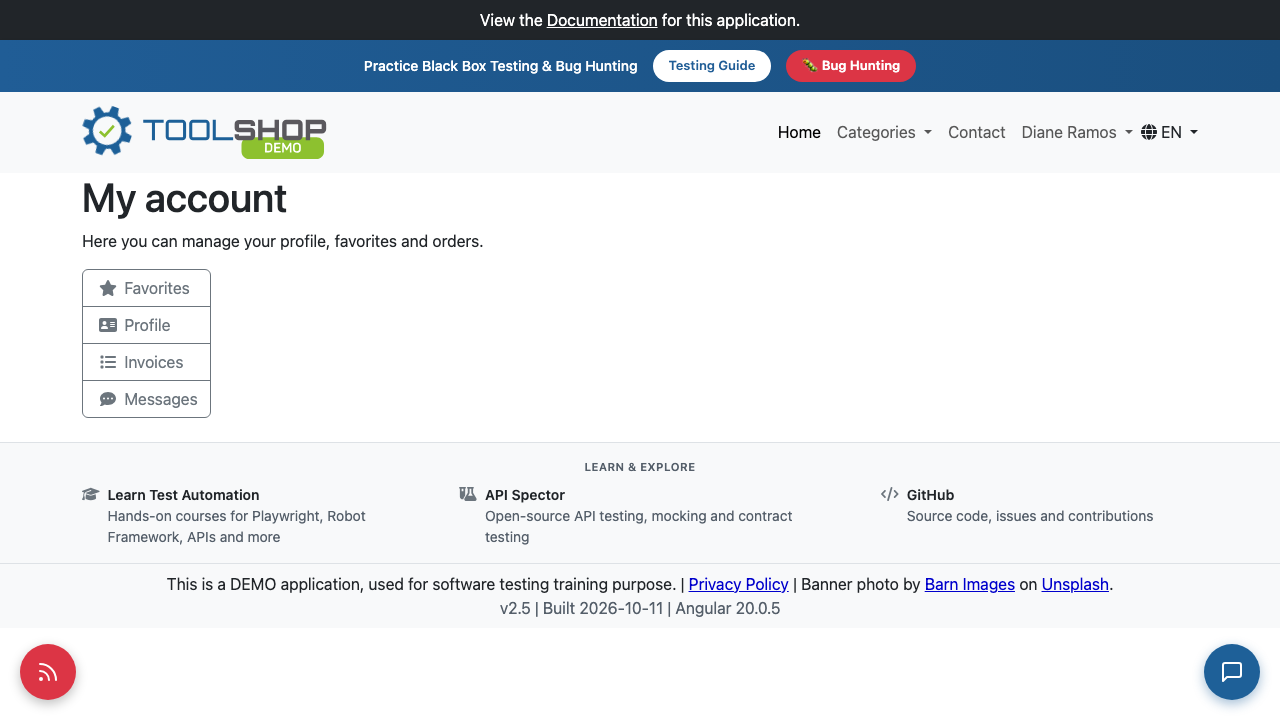 View the Documentation for this application.
Practice Black Box Testing & Bug Hunting
Testing Guide
Bug Hunting
TOOLSHOP
DEMO
Home
Categories
Contact
Diane Ramos
EN
My account
Here you can manage your profile, favorites and orders.
Favorites
Profile
Invoices
Messages
LEARN & EXPLORE
Learn Test Automation
Hands-on courses for Playwright, Robot
Framework, APIs and more
API Spector
Open-source API testing, mocking and contract
testing
GitHub
Source code, issues and contributions
This is a DEMO application, used for software testing training purpose. | Privacy Policy | Banner photo by Barn Images on Unsplash.
v2.5 | Built 2026-10-11 | Angular 20.0.5